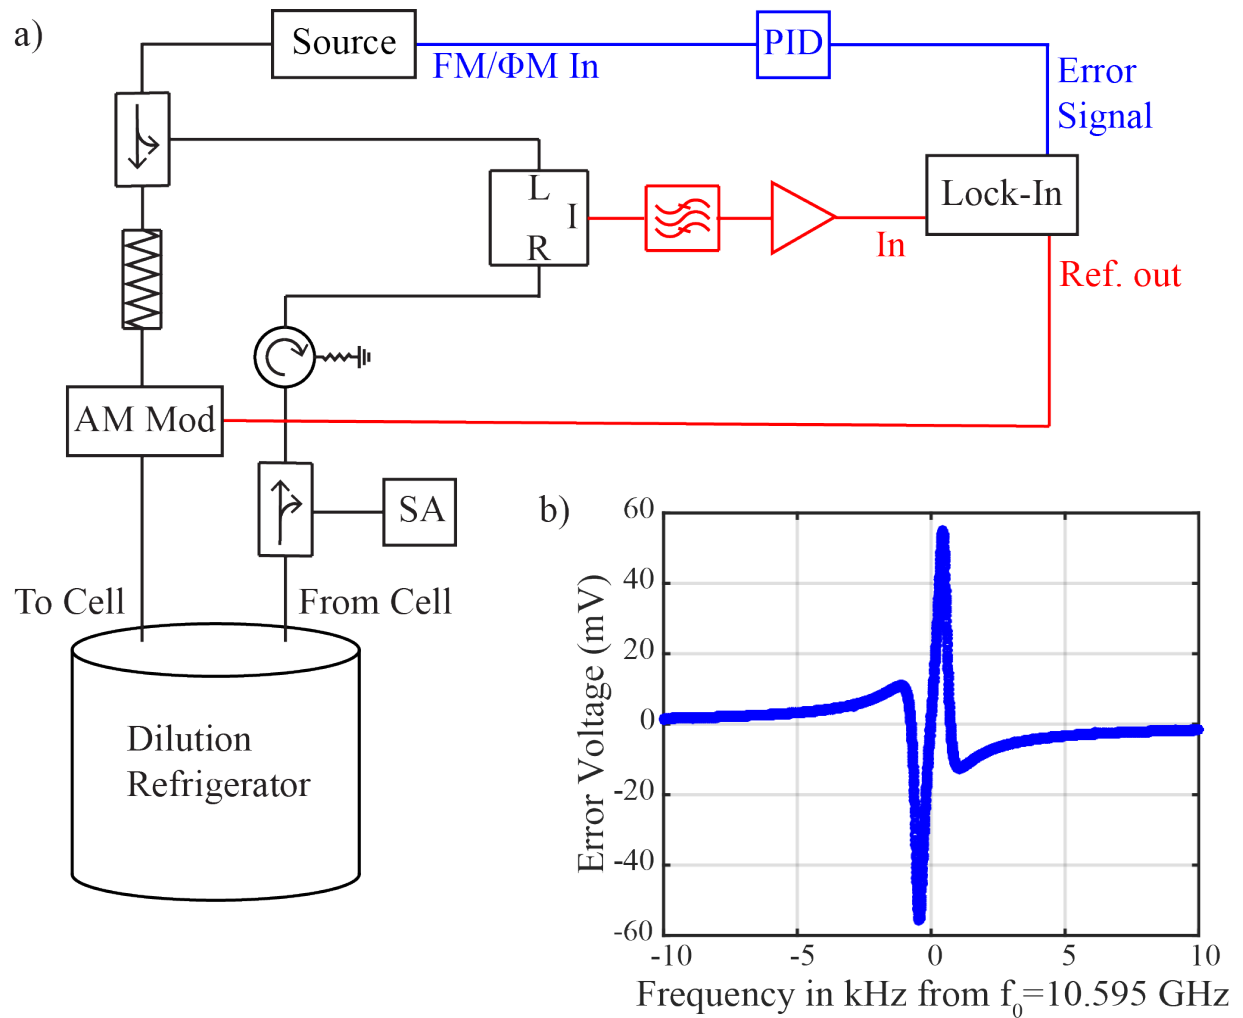 a)
Source
FM/ΦM In
PID
Error
Signal
L
I
R
In
Lock-In
Ref. out
AM Mod
SA
To Cell
From Cell
Dilution
Refrigerator
b)
Error Voltage (mV)
60
40
20
0
-20
-40
-60
-10
-5
0
5
10
Frequency in kHz from f₀=10.595 GHz